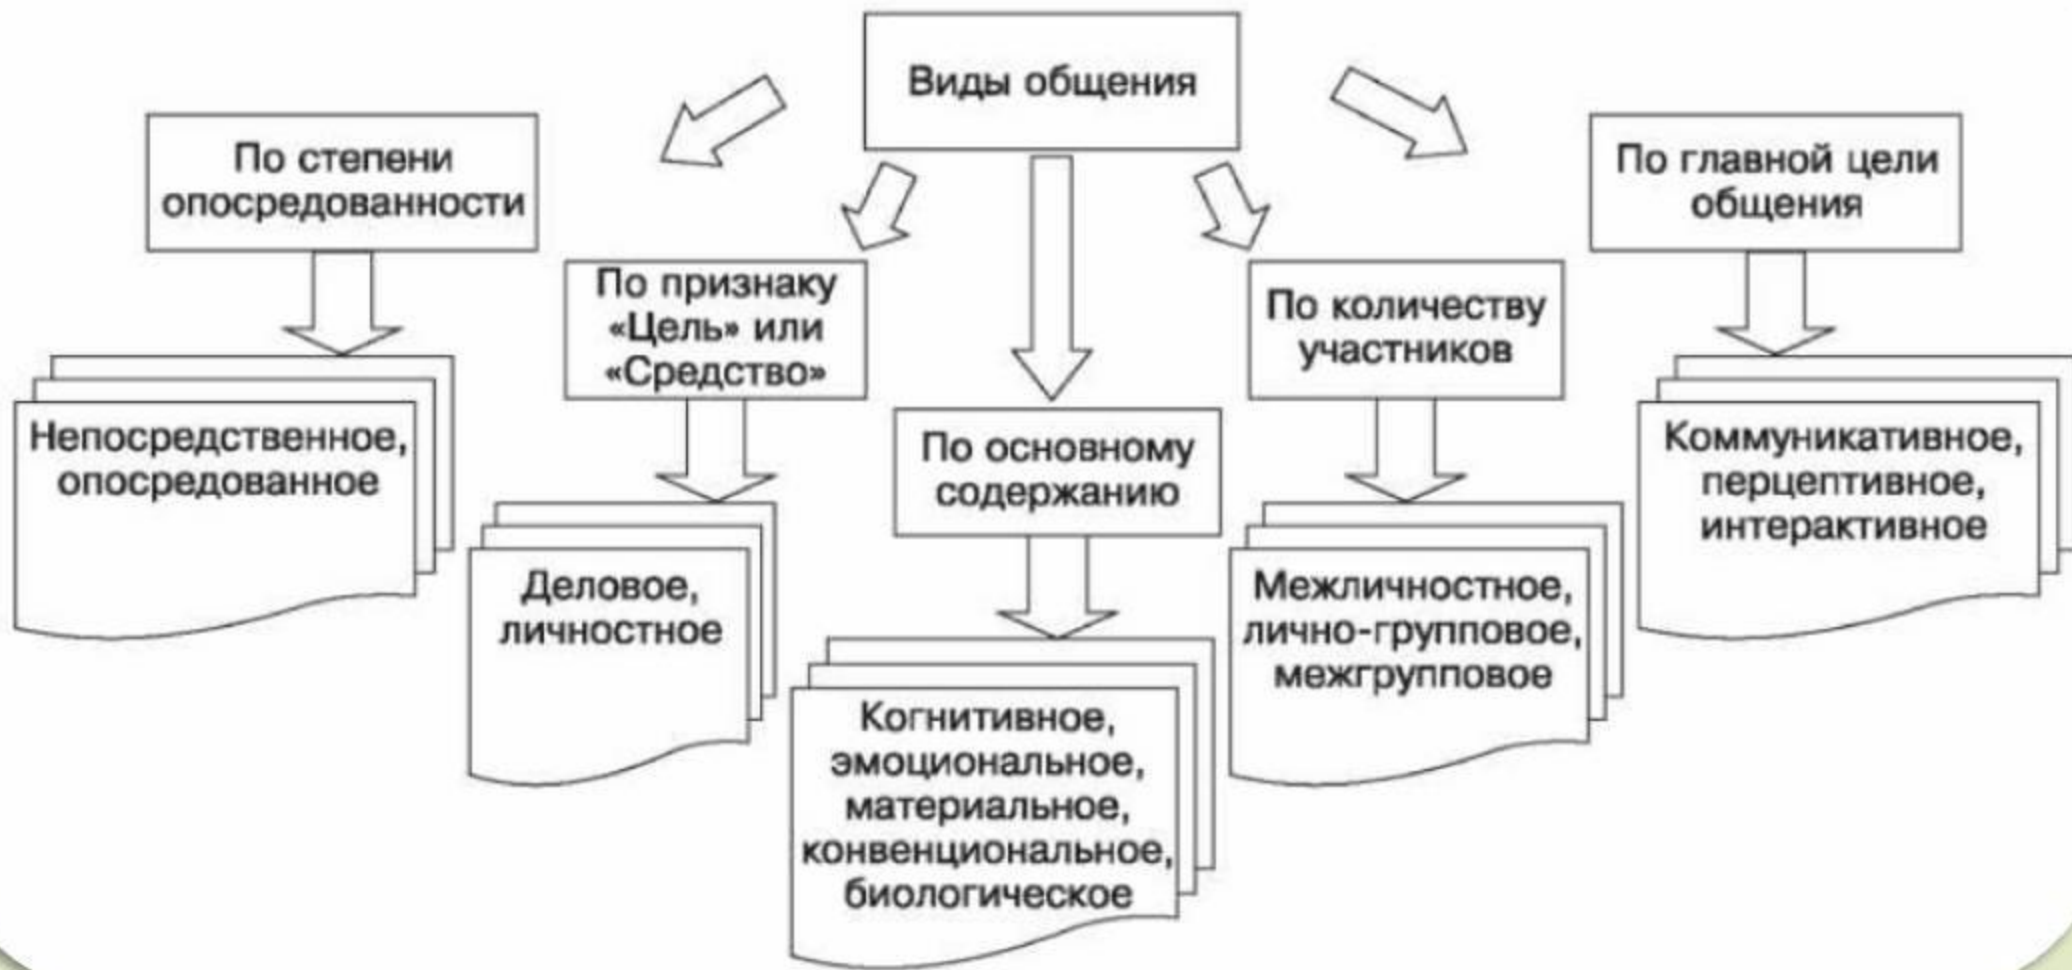 Виды общения
По степени
опосредованности
Непосредственное,
опосредованное
По признаку
«Цель» или
«Средство»
Деловое,
личностное
По основному
содержанию
Когнитивное,
эмоциональное,
материальное,
конвенциональное,
биологическое
По количеству
участников
Межличностное,
лично-групповое,
межгрупповое
По главной цели
общения
Коммуникативное,
перцептивное,
интерактивное